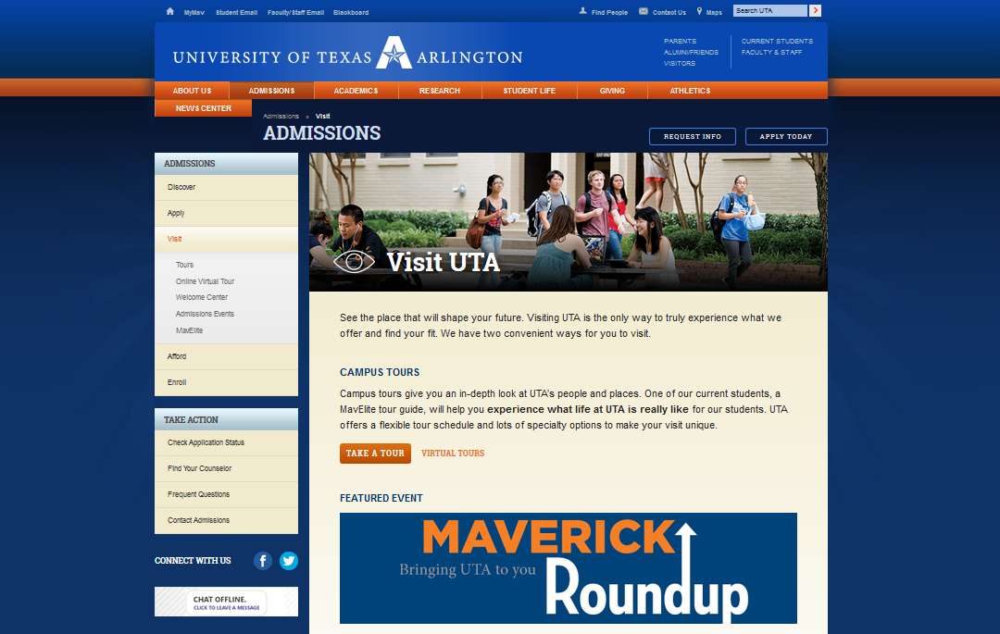 MyMav Student Email Faculty/Staff Email Blackboard
Find People Contact Us Maps Search UTA
UNIVERSITY OF TEXAS A ARLINGTON
PARENTS
ALUMNI/FRIENDS
VISITORS
CURRENT STUDENTS
FACULTY & STAFF
ABOUT US ADMISSIONS ACADEMICS RESEARCH STUDENT LIFE GIVING ATHLETICS
NEWS CENTER
Admissions » Visit
ADMISSIONS
REQUEST INFO APPLY TODAY
ADMISSIONS
Discover
Apply
Visit
Tours
Online Virtual Tour
Welcome Center
Admissions Events
MavElite
Afford
Enroll
TAKE ACTION
Check Application Status
Find Your Counselor
Frequent Questions
Contact Admissions
CONNECT WITH US
CHAT OFFLINE.
CLICK TO LEAVE A MESSAGE
Visit UTA
See the place that will shape your future. Visiting UTA is the only way to truly experience what we
offer and find your fit. We have two convenient ways for you to visit.
CAMPUS TOURS
Campus tours give you an in-depth look at UTA's people and places. One of our current students, a
MavElite tour guide, will help you experience what life at UTA is really like for our students. UTA
offers a flexible tour schedule and lots of specialty options to make your visit unique.
TAKE A TOUR VIRTUAL TOURS
FEATURED EVENT
MAVERICK
Bringing UTA to you
Roundup